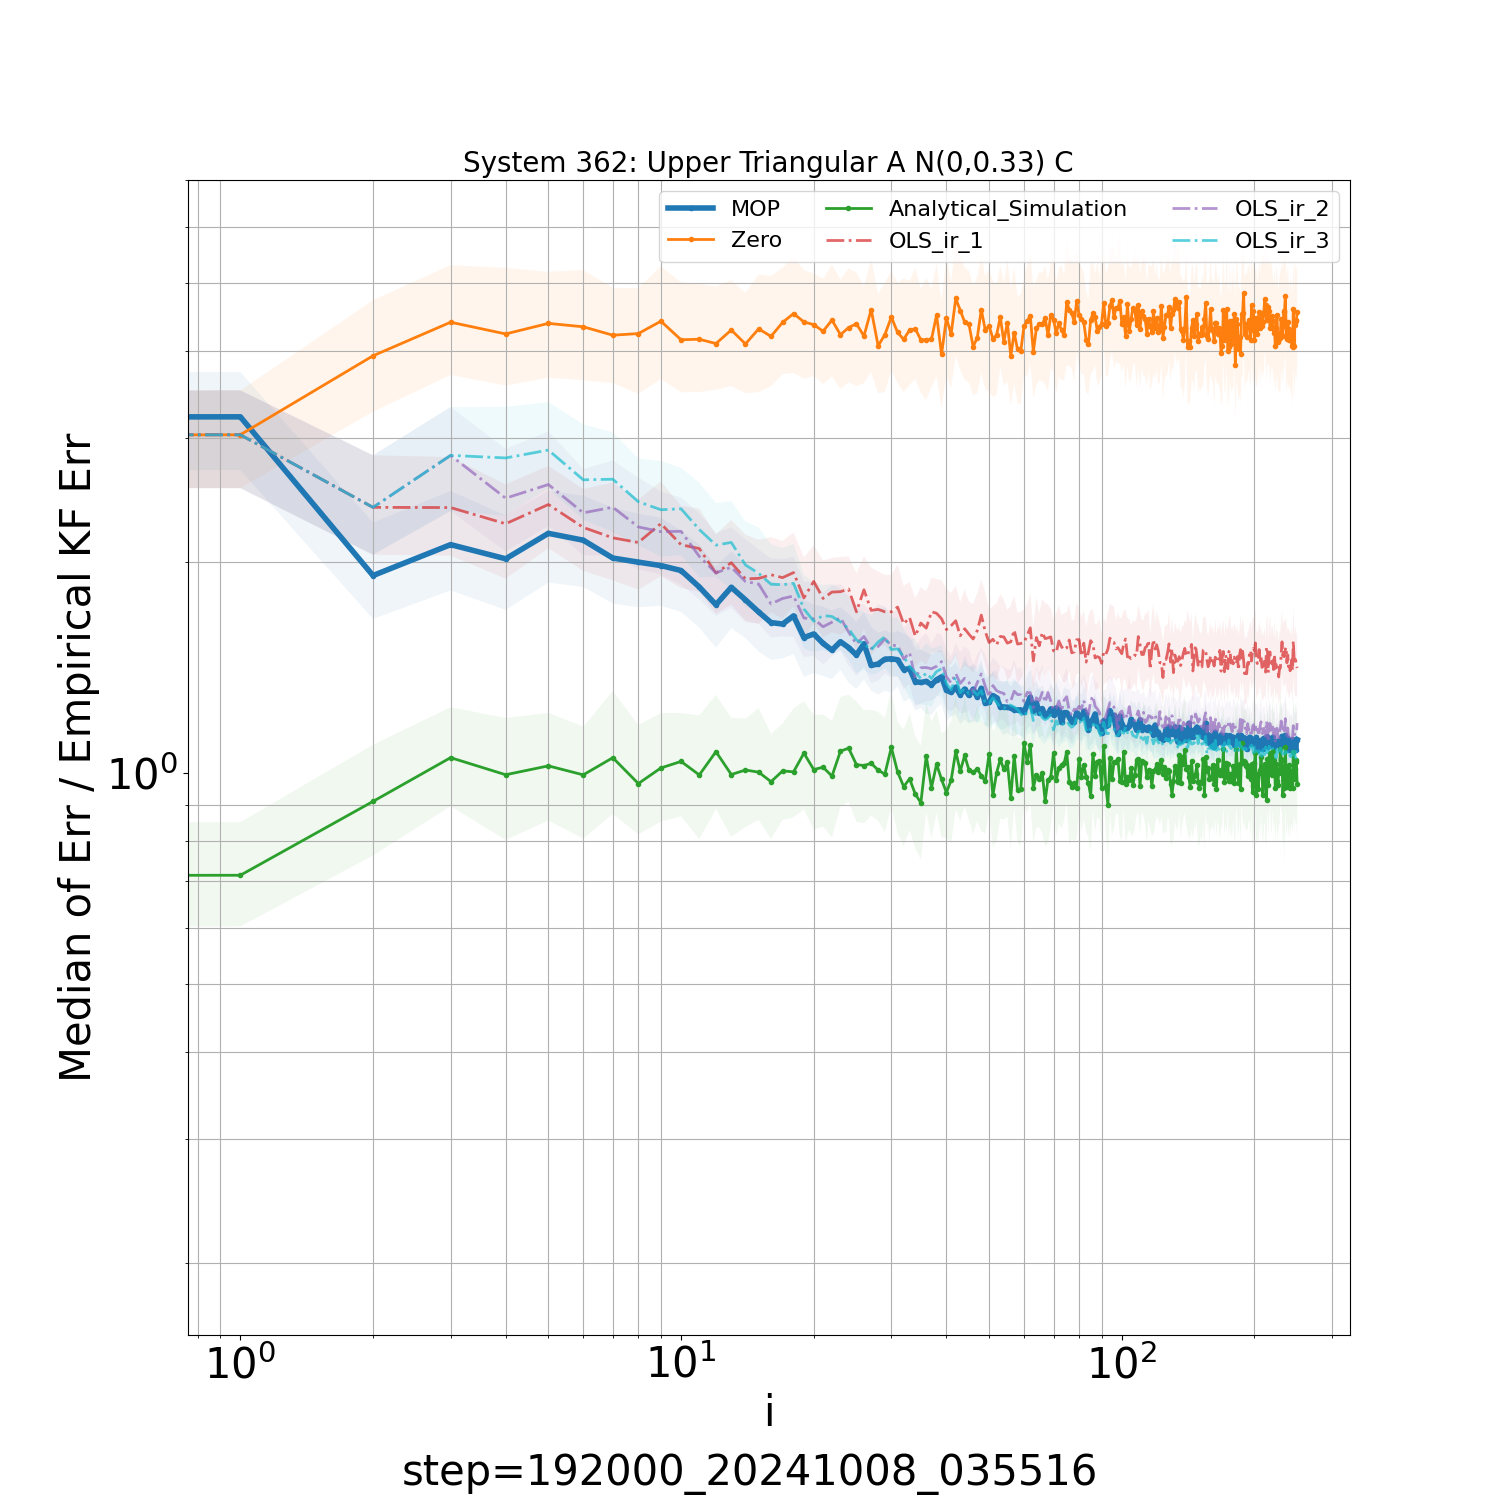 System 362: Upper Triangular A N(0,0.33) C
MOP
Zero
Analytical_Simulation
OLS_ir_1
OLS_ir_2
OLS_ir_3
Median of Err / Empirical KF Err
10⁰
10⁰ 10¹ 10²
i
step=192000_20241008_035516